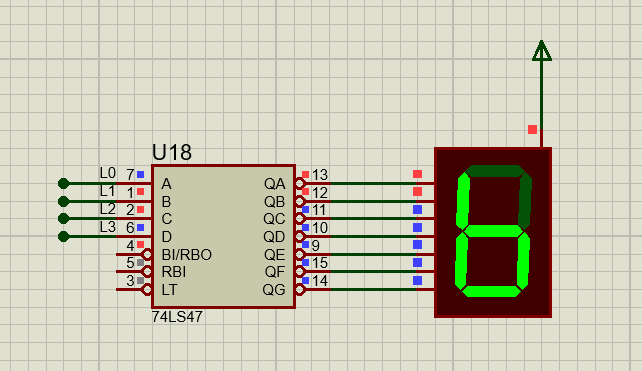 U18
L0 7 A QA 13
L1 1 B QB 12
L2 2 C QC 11
L3 6 D QD 10
4 BI/RBO QE 9
5 RBI QF 15
3 LT QG 14
74LS47